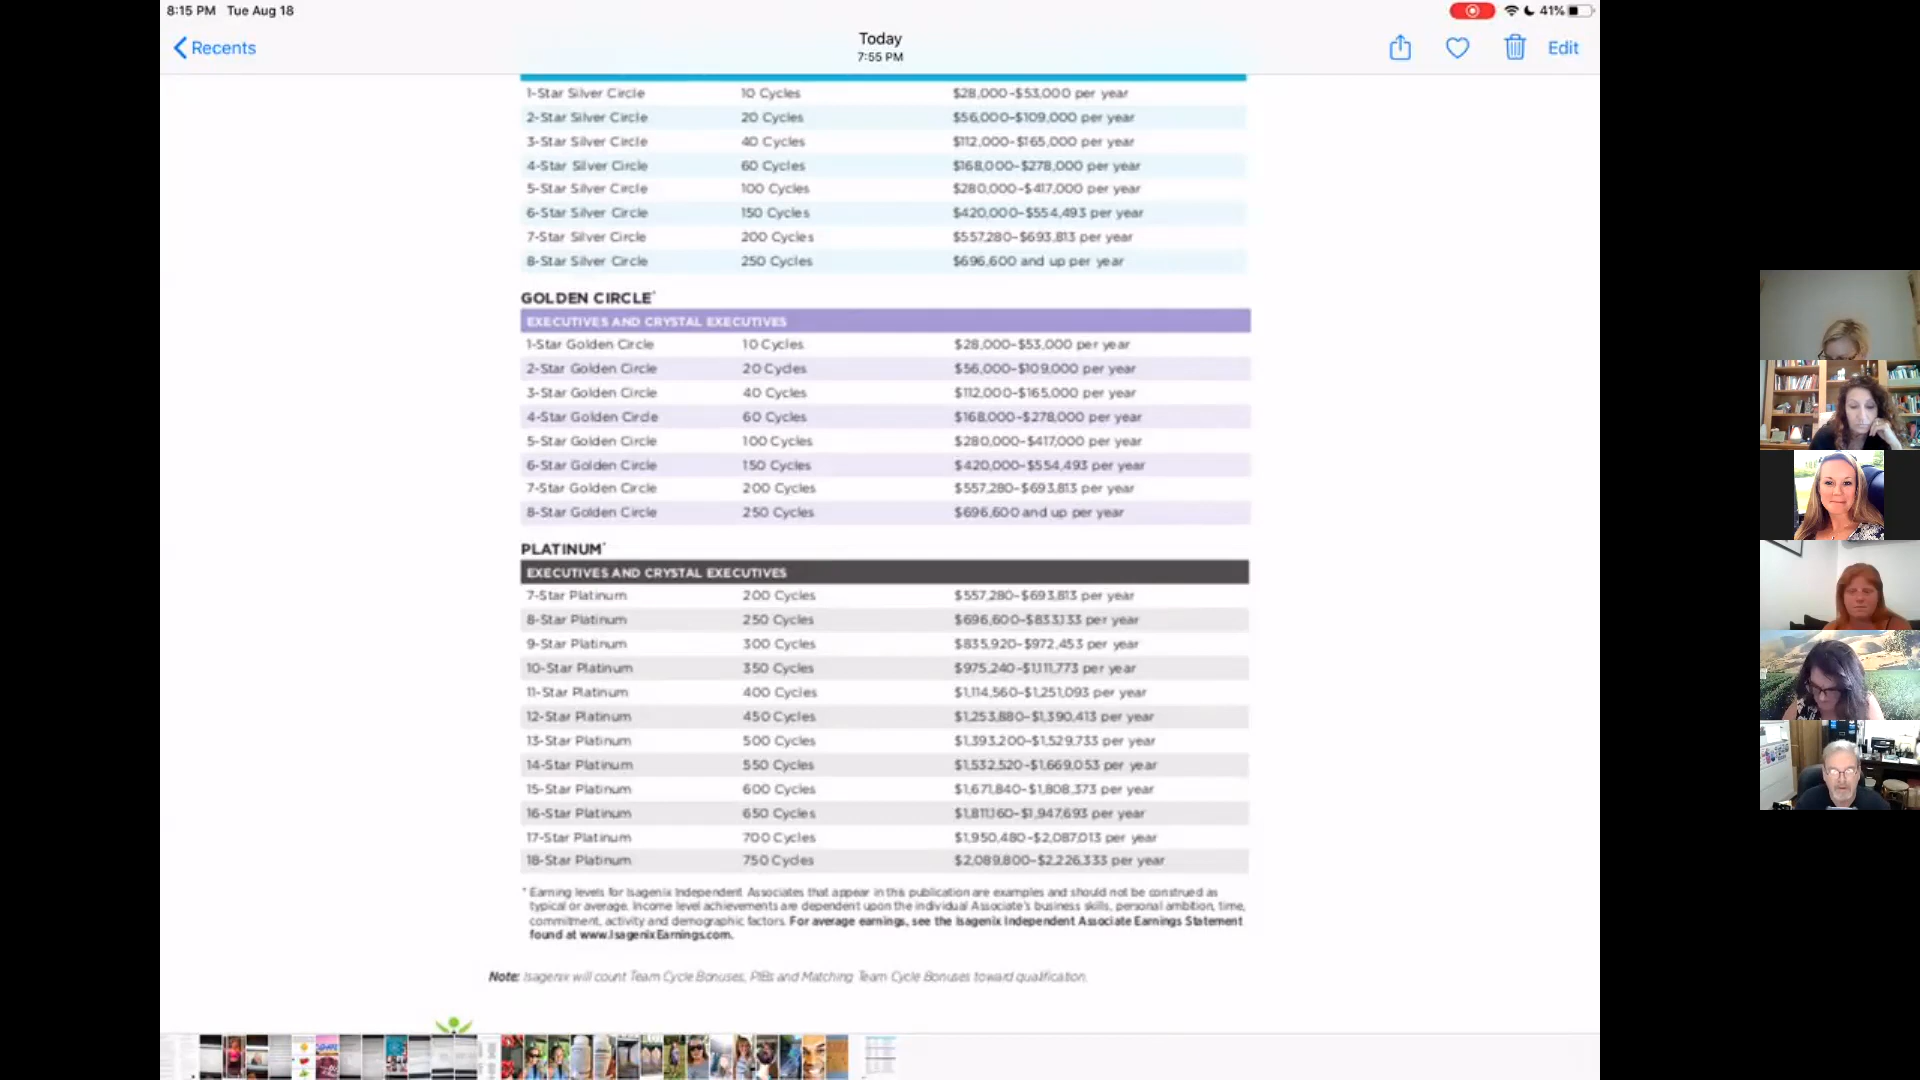 8:15 PM Tue Aug 18
41%
Recents
Today
7:55 PM
Edit
1-Star Silver Circle 10 Cycles $28,000-$53,000 per year
2-Star Silver Circle 20 Cycles $56,000-$109,000 per year
3-Star Silver Circle 40 Cycles $112,000-$165,000 per year
4-Star Silver Circle 60 Cycles $168,000-$278,000 per year
5-Star Silver Circle 100 Cycles $280,000-$417,000 per year
6-Star Silver Circle 150 Cycles $420,000-$554,493 per year
7-Star Silver Circle 200 Cycles $557,280-$693,813 per year
8-Star Silver Circle 250 Cycles $696,600 and up per year
GOLDEN CIRCLE*
EXECUTIVES AND CRYSTAL EXECUTIVES
1-Star Golden Circle 10 Cycles $28,000-$53,000 per year
2-Star Golden Circle 20 Cycles $56,000-$109,000 per year
3-Star Golden Circle 40 Cycles $112,000-$165,000 per year
4-Star Golden Circle 60 Cycles $168,000-$278,000 per year
5-Star Golden Circle 100 Cycles $280,000-$417,000 per year
6-Star Golden Circle 150 Cycles $420,000-$554,493 per year
7-Star Golden Circle 200 Cycles $557,280-$693,813 per year
8-Star Golden Circle 250 Cycles $696,600 and up per year
PLATINUM*
EXECUTIVES AND CRYSTAL EXECUTIVES
7-Star Platinum 200 Cycles $557,280-$693,813 per year
8-Star Platinum 250 Cycles $696,600-$833,133 per year
9-Star Platinum 300 Cycles $835,920-$972,453 per year
10-Star Platinum 350 Cycles $975,240-$1,111,773 per year
11-Star Platinum 400 Cycles $1,114,560-$1,251,093 per year
12-Star Platinum 450 Cycles $1,253,880-$1,390,413 per year
13-Star Platinum 500 Cycles $1,393,200-$1,529,733 per year
14-Star Platinum 550 Cycles $1,532,520-$1,669,053 per year
15-Star Platinum 600 Cycles $1,671,840-$1,808,373 per year
16-Star Platinum 650 Cycles $1,811,160-$1,947,693 per year
17-Star Platinum 700 Cycles $1,950,480-$2,087,013 per year
18-Star Platinum 750 Cycles $2,089,800-$2,226,333 per year
* Earning levels for Isagenix Independent Associates that appear in this publication are examples and should not be construed as
typical or average. Income level achievements are dependent upon the individual Associate's business skills, personal ambition, time,
commitment, activity and demographic factors. For average earnings, see the Isagenix Independent Associate Earnings Statement
found at www.IsagenixEarnings.com.
Note: Isagenix will count Team Cycle Bonuses, PIBs and Matching Team Cycle Bonuses toward qualification.